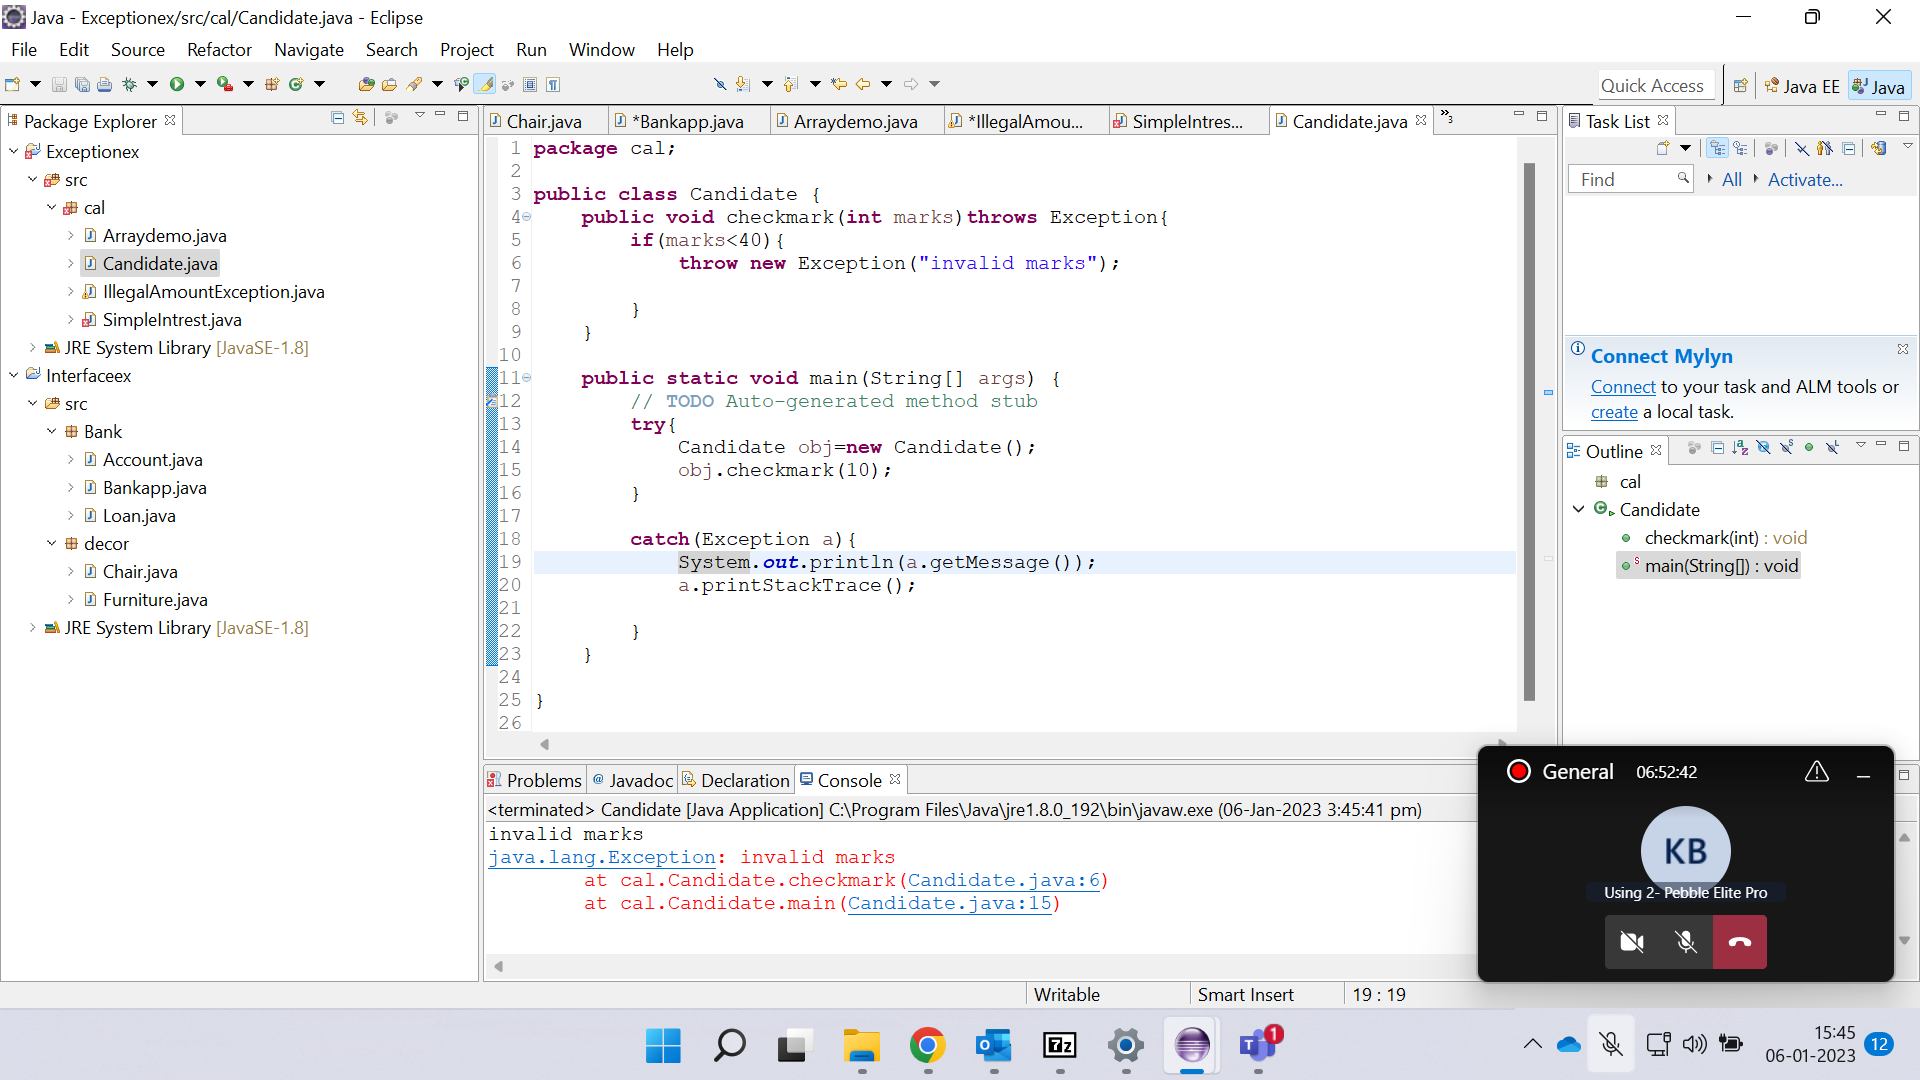 Java - Exceptionex/src/cal/Candidate.java - Eclipse
File Edit Source Refactor Navigate Search Project Run Window Help
Quick Access Java EE Java
Package Explorer
Exceptionex
src
cal
Arraydemo.java
Candidate.java
IllegalAmountException.java
SimpleIntrest.java
JRE System Library [JavaSE-1.8]
Interfaceex
src
Bank
Account.java
Bankapp.java
Loan.java
decor
Chair.java
Furniture.java
JRE System Library [JavaSE-1.8]
Chair.java *Bankapp.java Arraydemo.java *IllegalAmou... SimpleIntres... Candidate.java »3
1 package cal;
2
3 public class Candidate {
4 public void checkmark(int marks)throws Exception{
5 if(marks<40){
6 throw new Exception("invalid marks");
7
8 }
9 }
10
11 public static void main(String[] args) {
12 // TODO Auto-generated method stub
13 try{
14 Candidate obj=new Candidate();
15 obj.checkmark(10);
16 }
17
18 catch(Exception a){
19 System.out.println(a.getMessage());
20 a.printStackTrace();
21
22 }
23 }
24
25 }
26
Task List
Find All Activate...
Connect Mylyn
Connect to your task and ALM tools or
create a local task.
Outline
cal
Candidate
checkmark(int) : void
main(String[]) : void
Problems Javadoc Declaration Console
<terminated> Candidate [Java Application] C:\Program Files\Java\jre1.8.0_192\bin\javaw.exe (06-Jan-2023 3:45:41 pm)
invalid marks
java.lang.Exception: invalid marks
at cal.Candidate.checkmark(Candidate.java:6)
at cal.Candidate.main(Candidate.java:15)
General 06:52:42
KB
Using 2- Pebble Elite Pro
Writable Smart Insert 19 : 19
7z
1
15:45
06-01-2023
12